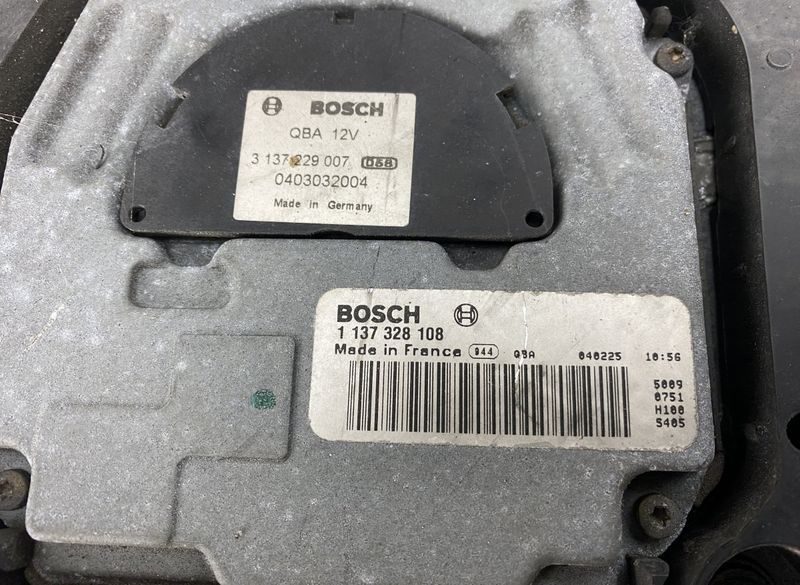 BOSCH
QBA 12V
3 137 229 007 068
0403032004
Made in Germany
BOSCH
1 137 328 108
Made in France 944 QBA 040225 10:56
5009
0751
H100
5405